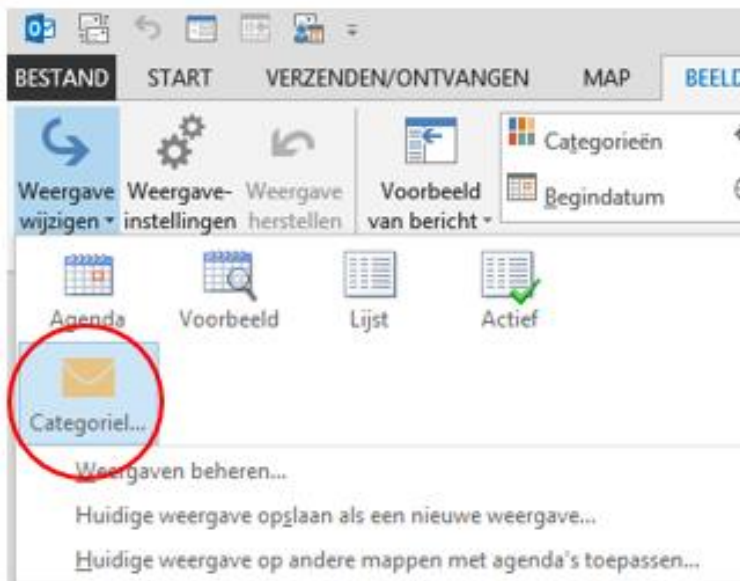 BESTAND START VERZENDEN/ONTVANGEN MAP BEELD
Weergave wijzigen
Weergave-instellingen
Weergave herstellen
Voorbeeld van bericht
Categorieën
Begindatum
Agenda Voorbeeld Lijst Actief
Categoriel...
Weergaven beheren...
Huidige weergave opslaan als een nieuwe weergave...
Huidige weergave op andere mappen met agenda's toepassen...